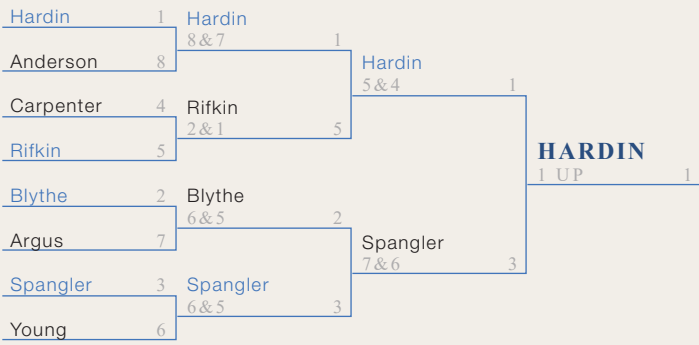 Hardin 1
Anderson 8
Carpenter 4
Rifkin 5
Blythe 2
Argus 7
Spangler 3
Young 6
Hardin
8&7 1
Rifkin
2&1 5
Blythe
6&5 2
Spangler
6&5 3
Hardin
5&4 1
Spangler
7&6 3
HARDIN
1 UP 1